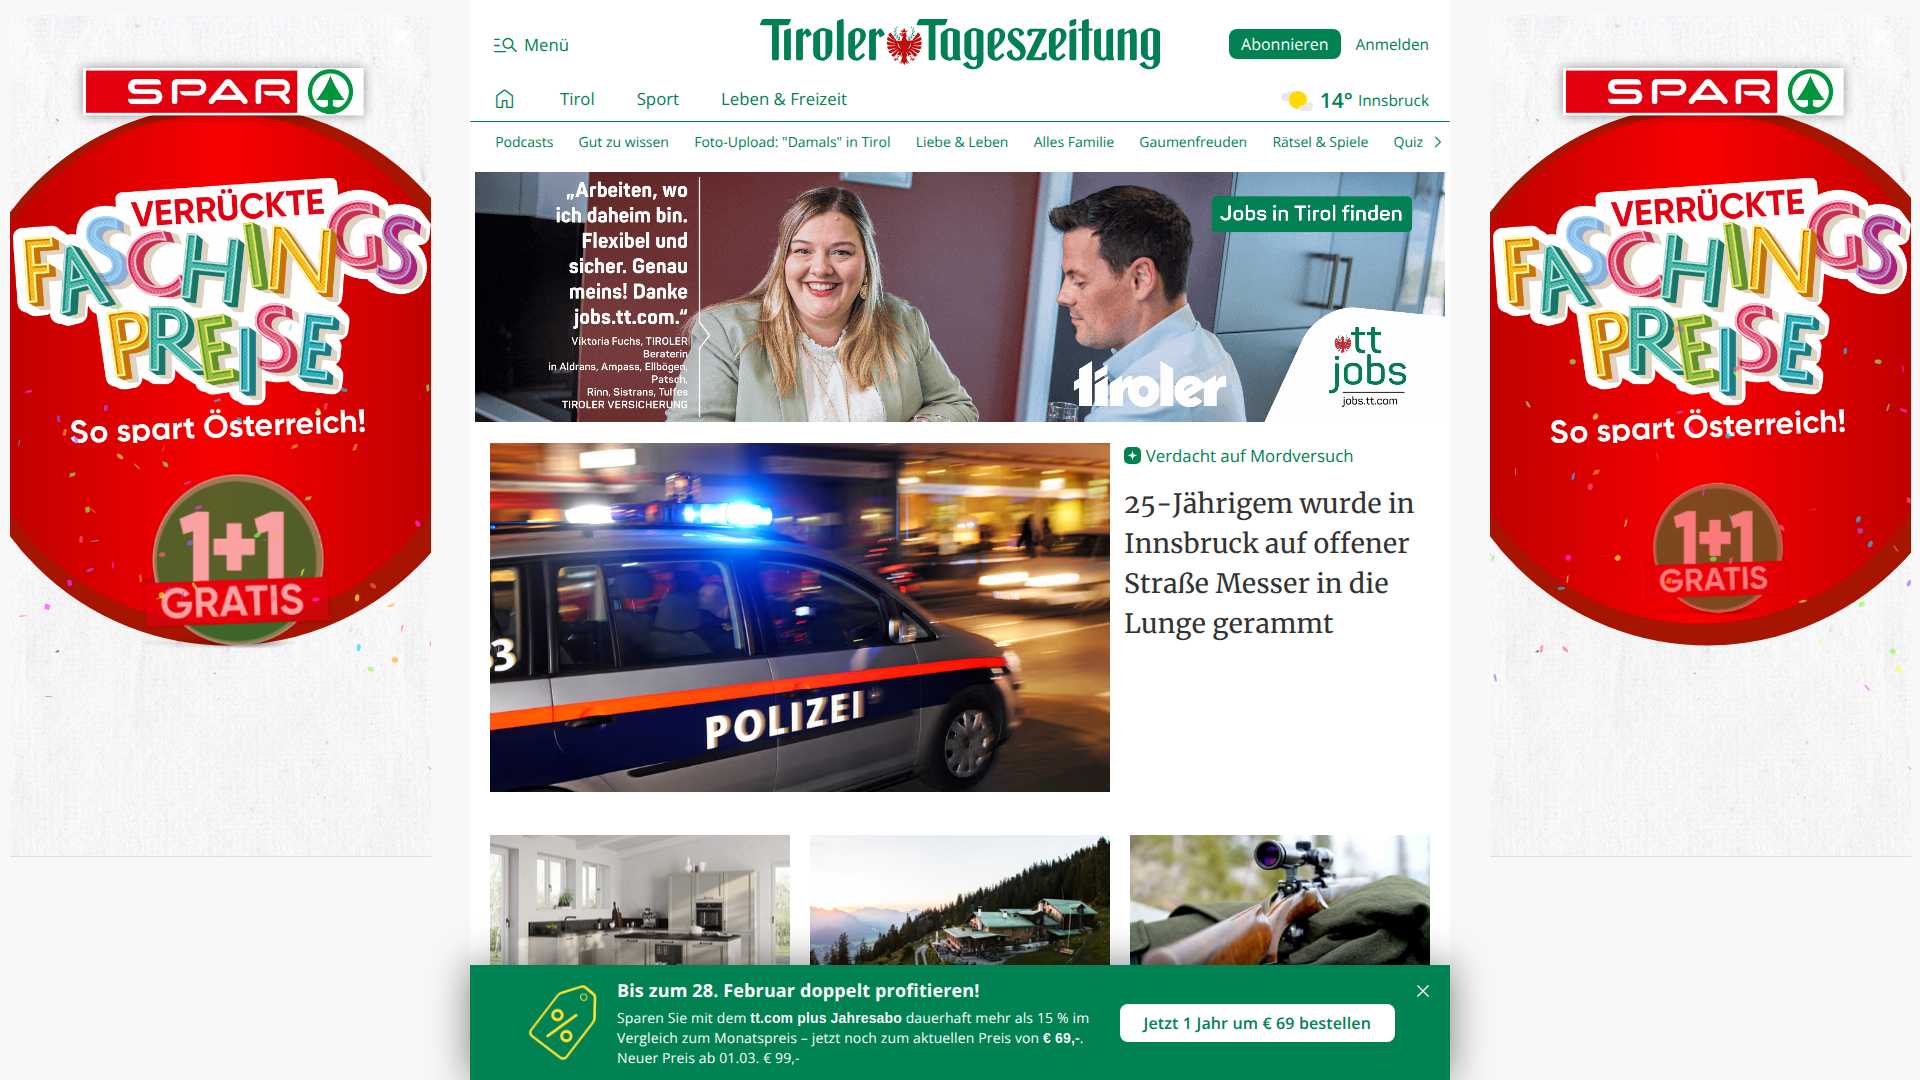 Menü
Tiroler Tageszeitung
Abonnieren
Anmelden
Tirol
Sport
Leben & Freizeit
14° Innsbruck
Podcasts
Gut zu wissen
Foto-Upload: "Damals" in Tirol
Liebe & Leben
Alles Familie
Gaumenfreuden
Rätsel & Spiele
Quiz
SPAR
VERRÜCKTE
FASCHINGS
PREISE
So spart Österreich!
1+1
GRATIS
„Arbeiten, wo
ich daheim bin.
Flexibel und
sicher. Genau
meins! Danke
jobs.tt.com.“
Viktoria Fuchs, TIROLER
Beraterin
in Aldrans, Ampass, Ellbögen,
Patsch,
Rinn, Sistrans, Tulfes
TIROLER VERSICHERUNG
tiroler
Jobs in Tirol finden
tt
jobs
jobs.tt.com
SPAR
VERRÜCKTE
FASCHINGS
PREISE
So spart Österreich!
1+1
GRATIS
33
POLIZEI
Verdacht auf Mordversuch
25-Jährigem wurde in
Innsbruck auf offener
Straße Messer in die
Lunge gerammt
Bis zum 28. Februar doppelt profitieren!
Sparen Sie mit dem tt.com plus Jahresabo dauerhaft mehr als 15 % im
Vergleich zum Monatspreis – jetzt noch zum aktuellen Preis von € 69,-.
Neuer Preis ab 01.03. € 99,-
Jetzt 1 Jahr um € 69 bestellen